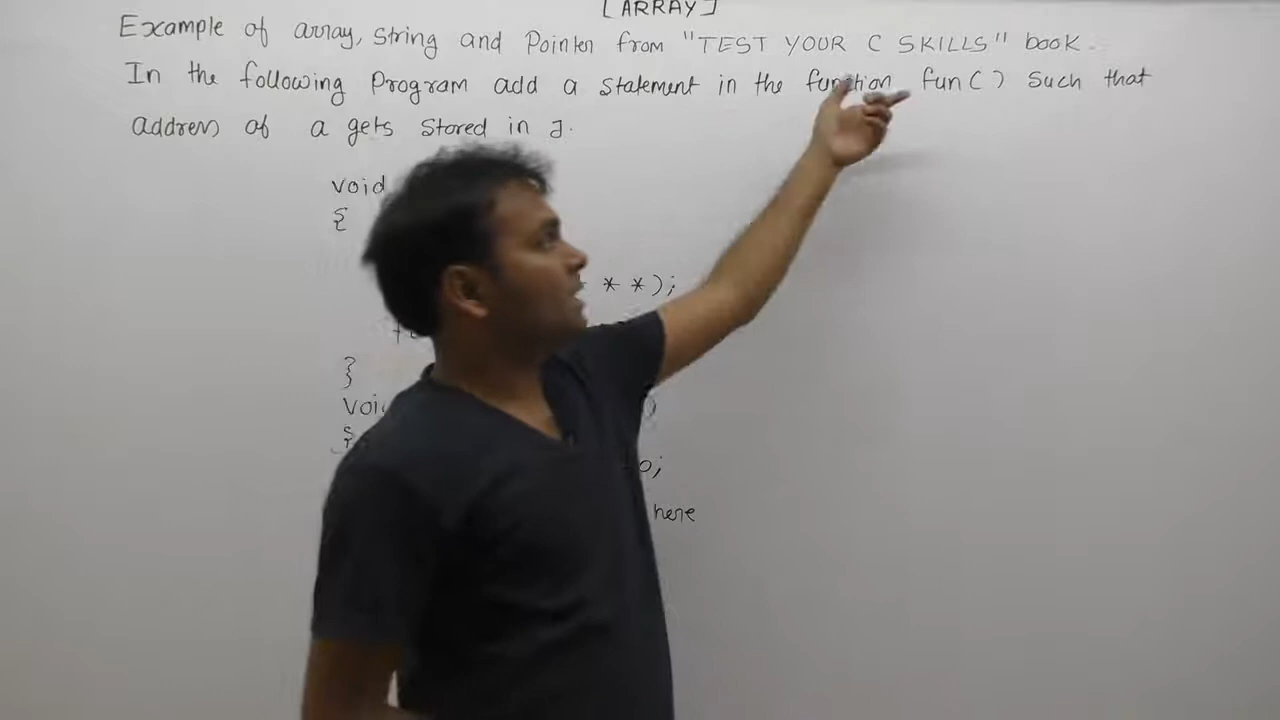 [ARRAY]
Example of array, string and Pointer from "TEST YOUR C SKILLS" book.
In the following Program add a statement in the function fun() such that
address of a gets stored in J.
void
{
* *);
}
{
o;
here